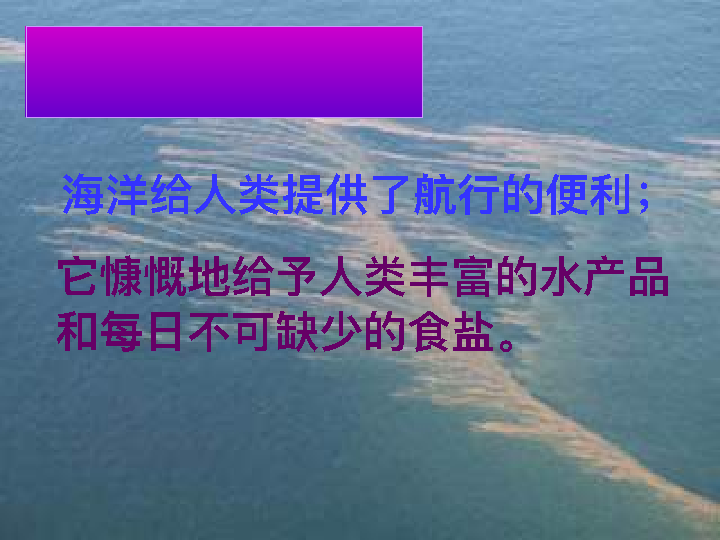 海洋给人类提供了航行的便利；
它慷慨地给予人类丰富的水产品
和每日不可缺少的食盐。